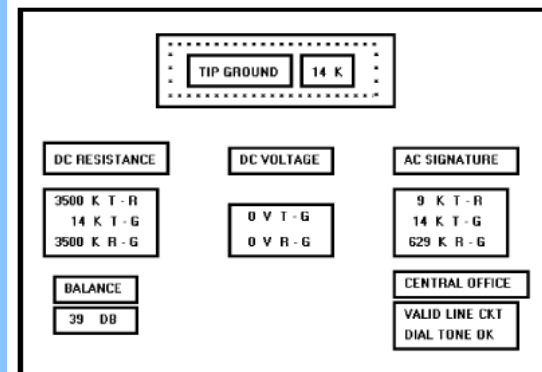 TIP GROUND 14 K
DC RESISTANCE
3500 K T - R
14 K T - G
3500 K R - G
BALANCE
39 DB
DC VOLTAGE
0 V T - G
0 V R - G
AC SIGNATURE
9 K T - R
14 K T - G
629 K R - G
CENTRAL OFFICE
VALID LINE CKT
DIAL TONE OK